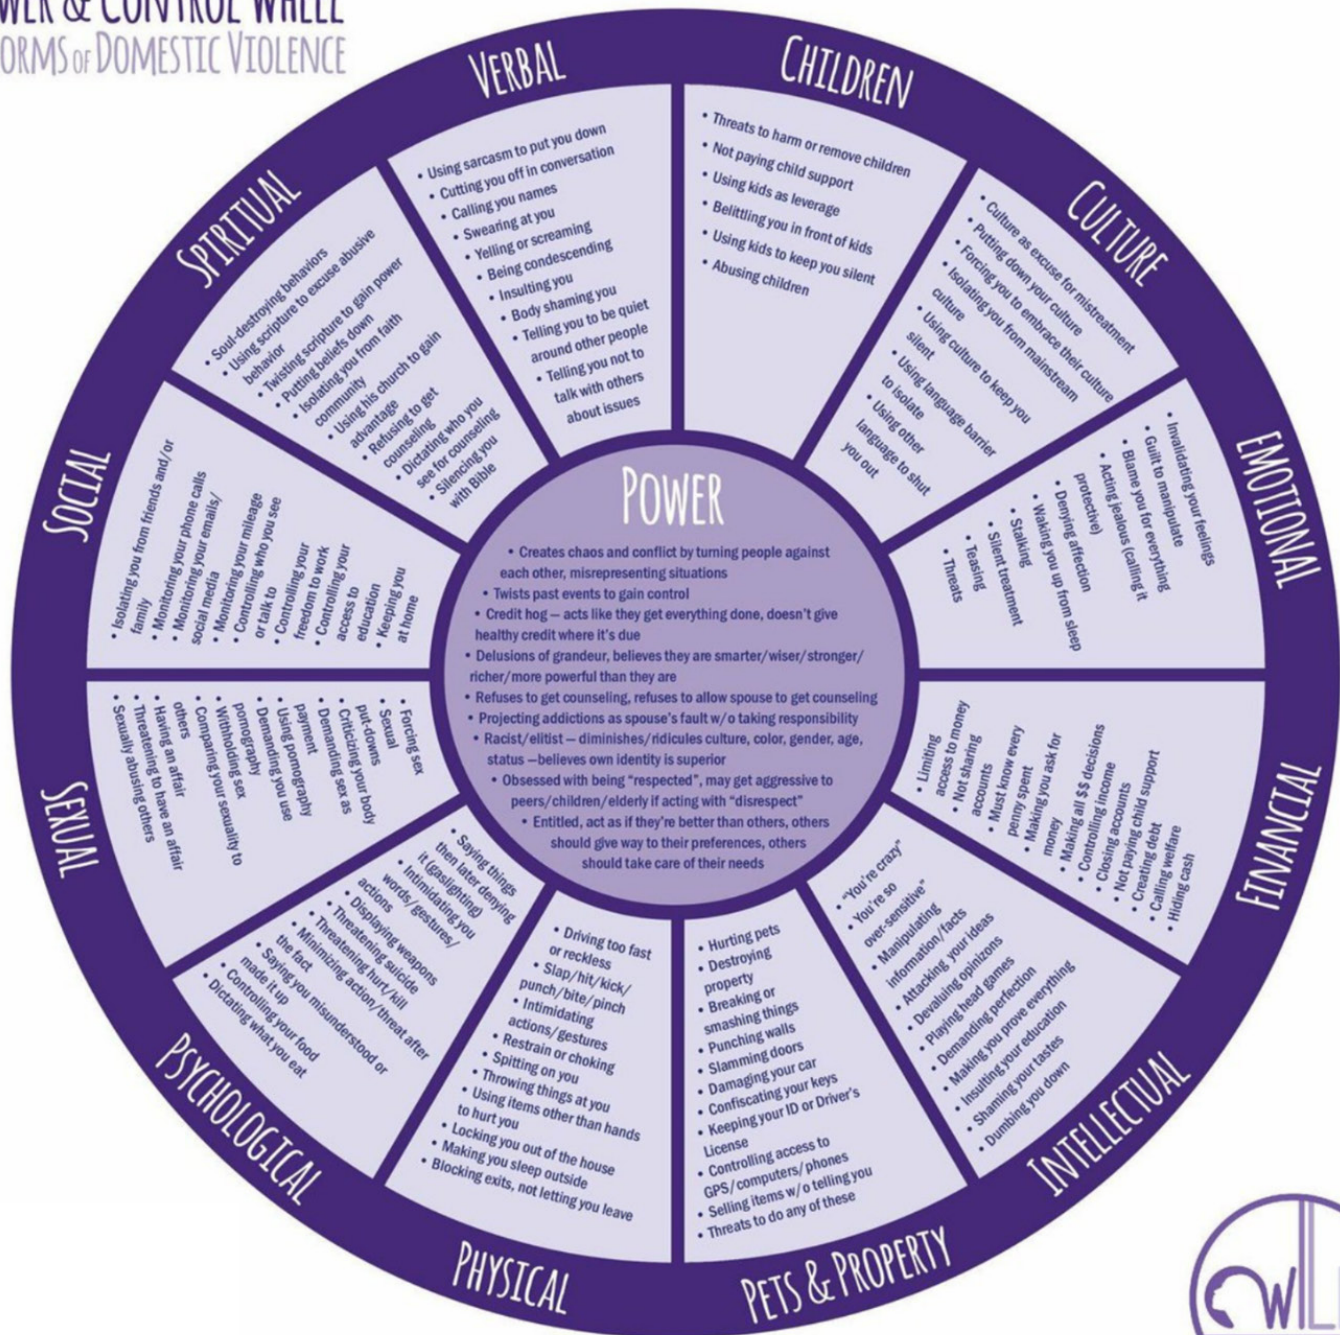 & CONTROL WHEEL
ORMS OF DOMESTIC VIOLENCE
VERBAL
• Using sarcasm to put you down
• Cutting you off in conversation
• Calling you names
• Swearing at you
• Yelling or screaming
• Being condescending
• Insulting you
• Body shaming you
• Telling you to be quiet
around other people
• Telling you not to
talk with others
about issues
CHILDREN
• Threats to harm or remove children
• Not paying child support
• Using kids as leverage
• Belittling you in front of kids
• Using kids to keep you silent
• Abusing children
CULTURE
• Culture as excuse for mistreatment
• Putting down your culture
• Forcing you to embrace their culture
• Isolating you from mainstream
culture
• Using culture to keep you
silent
• Using language barrier
to isolate
• Using other
language to shut
you out
EMOTIONAL
• Invalidating your feelings
• Guilt to manipulate
• Blame you for everything
• Acting jealous (calling it
protective)
• Denying affection
• Waking you up from sleep
• Stalking
• Silent treatment
• Teasing
• Threats
FINANCIAL
• Limiting
access to money
• Not sharing
accounts
• Must know every
penny spent
• Making you ask for
money
• Making all $$ decisions
• Controlling income
• Closing accounts
• Not paying child support
• Creating debt
• Calling welfare
• Hiding cash
INTELLECTUAL
• "You're crazy"
• You're so
over-sensitive"
• Manipulating
information/facts
• Attacking your ideas
• Devaluing opinizons
• Playing head games
• Demanding perfection
• Making you prove everything
• Insulting your education
• Shaming your tastes
• Dumbing you down
PETS & PROPERTY
• Hurting pets
• Destroying
property
• Breaking or
smashing things
• Punching walls
• Slamming doors
• Damaging your car
• Confiscating your keys
• Keeping your ID or Driver's
License
• Controlling access to
GPS/computers/phones
• Selling items w/o telling you
• Threats to do any of these
PHYSICAL
• Driving too fast
or reckless
• Slap/hit/kick/
punch/bite/pinch
• Intimidating
actions/gestures
• Restrain or choking
• Spitting on you
• Throwing things at you
• Using items other than hands
to hurt you
• Locking you out of the house
• Making you sleep outside
• Blocking exits, not letting you leave
PSYCHOLOGICAL
• Saying things
then later denying
it (gaslighting)
• Intimidating you
words/gestures/
actions
• Displaying weapons
• Threatening suicide
• Threatening hurt/kill
• Minimizing action/threat after
the fact
• Saying you misunderstood or
made it up
• Controlling your food
• Dictating what you eat
SEXUAL
• Forcing sex
• Sexual
put-downs
• Criticizing your body
• Demanding sex as
payment
• Using pornography
• Demanding you use
pornography
• Withholding sex
• Comparing your sexuality to
others
• Having an affair
• Threatening to have an affair
• Sexually abusing others
SOCIAL
• Isolating you from friends and/or
family
• Monitoring your phone calls
• Monitoring your emails/
social media
• Monitoring your mileage
• Controlling who you see
or talk to
• Controlling your
freedom to work
• Controlling your
access to
education
• Keeping you
at home
SPIRITUAL
• Soul-destroying behaviors
• Using scripture to excuse abusive
behavior
• Twisting scripture to gain power
• Putting beliefs down
• Isolating you from faith
community
• Using his church to gain
advantage
• Refusing to get
counseling
• Dictating who you
see for counseling
• Silencing you
with Bible
POWER
• Creates chaos and conflict by turning people against
each other, misrepresenting situations
• Twists past events to gain control
• Credit hog — acts like they get everything done, doesn't give
healthy credit where it's due
• Delusions of grandeur, believes they are smarter/wiser/stronger/
richer/more powerful than they are
• Refuses to get counseling, refuses to allow spouse to get counseling
• Projecting addictions as spouse's fault w/o taking responsibility
• Racist/elitist — diminishes/ridicules culture, color, gender, age,
status —believes own identity is superior
• Obsessed with being "respected", may get aggressive to
peers/children/elderly if acting with "disrespect"
• Entitled, act as if they're better than others, others
should give way to their preferences, others
should take care of their needs